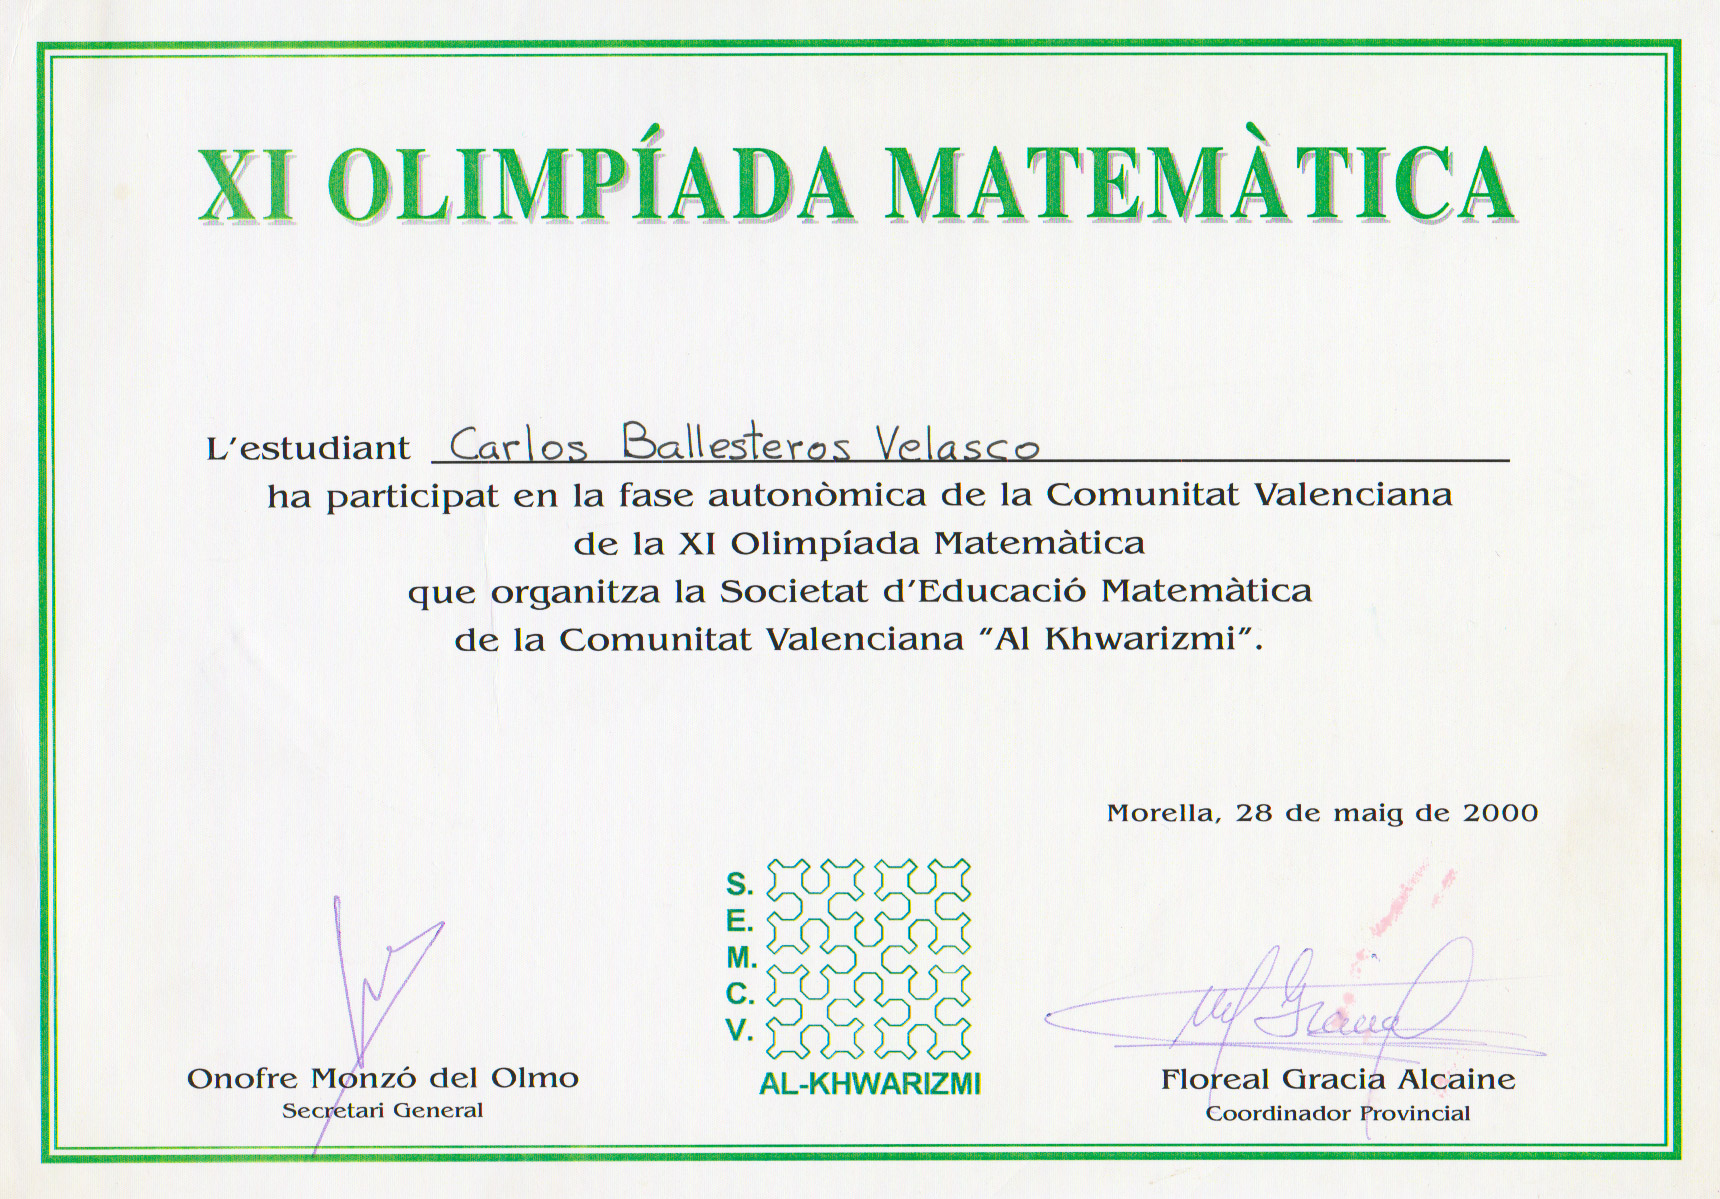 XI OLIMPÍADA MATEMÀTICA
L'estudiant Carlos Ballesteros Velasco
ha participat en la fase autonòmica de la Comunitat Valenciana
de la XI Olimpíada Matemàtica
que organitza la Societat d'Educació Matemàtica
de la Comunitat Valenciana "Al Khwarizmi".
Morella, 28 de maig de 2000
S.
E.
M.
C.
V.
AL-KHWARIZMI
Onofre Monzó del Olmo
Secretari General
Floreal Gracia Alcaine
Coordinador Provincial